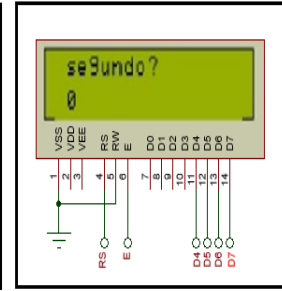 segundo?
0
VSS
VDD
VEE
RS
RW
E
D0
D1
D2
D3
D4
D5
D6
D7
1
2
3
4
5
6
7
8
9
10
11
12
13
14
RS
E
D4
D5
D6
D7